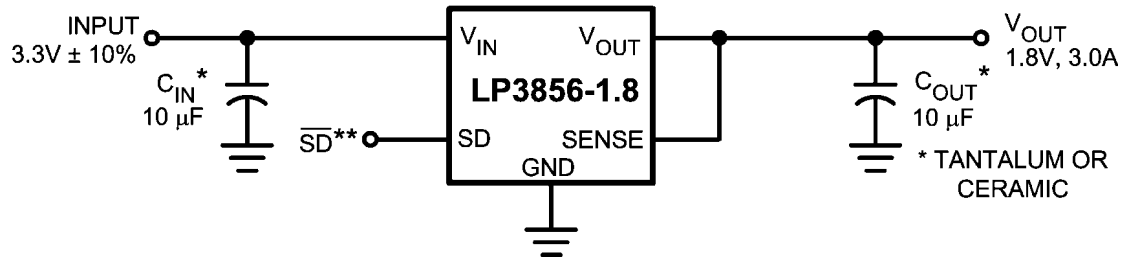 INPUT
3.3V ± 10%
C_IN*
10 µF
SD**
V_IN
V_OUT
LP3856-1.8
SD
SENSE
GND
V_OUT
1.8V, 3.0A
C_OUT*
10 µF
* TANTALUM OR
CERAMIC